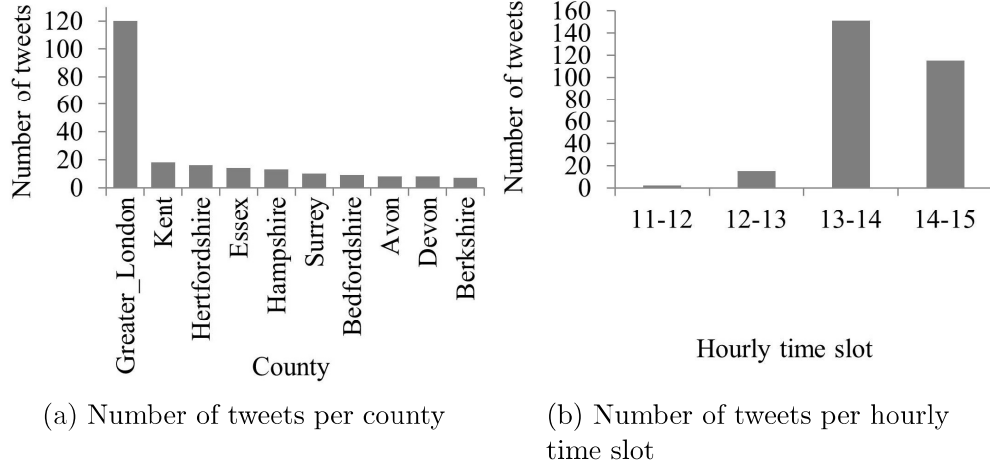 Number of tweets
120
100
80
60
40
20
0
Greater_London
Kent
Hertfordshire
Essex
Hampshire
Surrey
Bedfordshire
Avon
Devon
Berkshire
County
(a) Number of tweets per county
Number of tweets
160
140
120
100
80
60
40
20
0
11-12 12-13 13-14 14-15
Hourly time slot
(b) Number of tweets per hourly
time slot